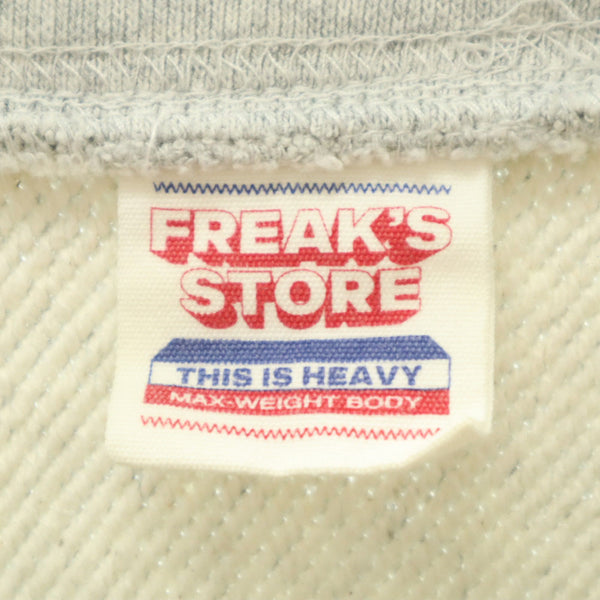 FREAK'S
STORE
THIS IS HEAVY
MAX-WEIGHT BODY